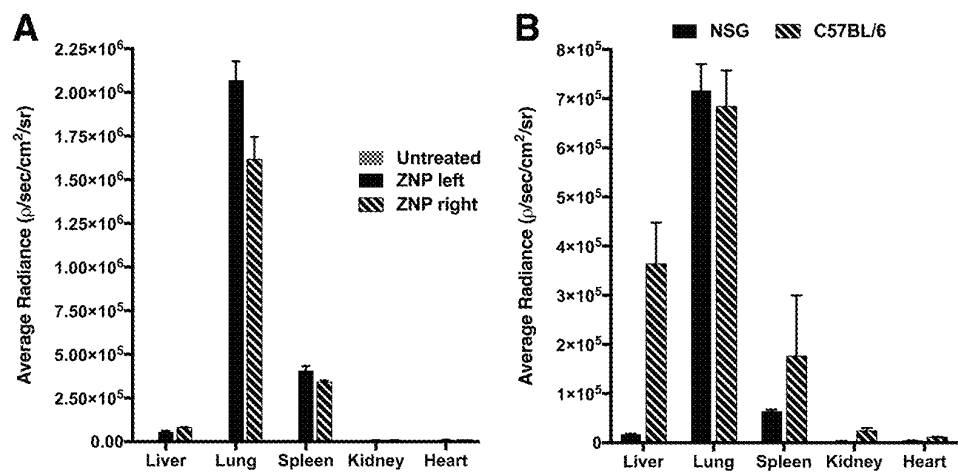 A
Average Radiance (ρ/sec/cm²/sr)
2.25×10⁶
2.00×10⁶
1.75×10⁶
1.50×10⁶
1.25×10⁶
1.00×10⁶
7.50×10⁵
5.00×10⁵
2.50×10⁵
0.00
Liver Lung Spleen Kidney Heart
Untreated
ZNP left
ZNP right
B
NSG C57BL/6
Average Radiance (ρ/sec/cm²/sr)
8×10⁵
7×10⁵
6×10⁵
5×10⁵
4×10⁵
3×10⁵
2×10⁵
1×10⁵
0
Liver Lung Spleen Kidney Heart